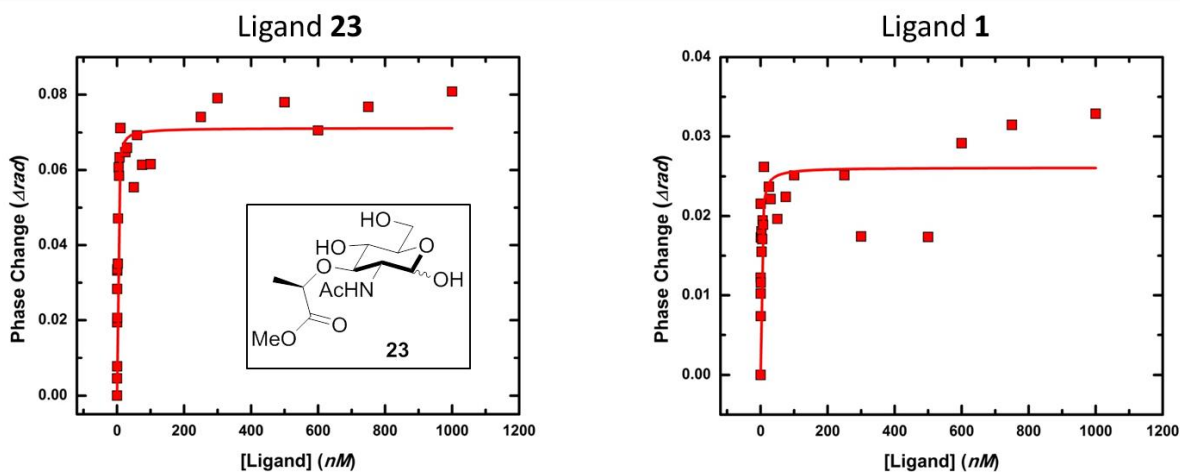 Ligand 23
Phase Change (Δrad)
0.08
0.06
0.04
0.02
0.00
0
200
400
600
800
1000
1200
[Ligand] (nM)
HO
HO
O
O
AcHN
OH
O
MeO
23
Ligand 1
Phase Change (Δrad)
0.04
0.03
0.02
0.01
0.00
0
200
400
600
800
1000
1200
[Ligand] (nM)